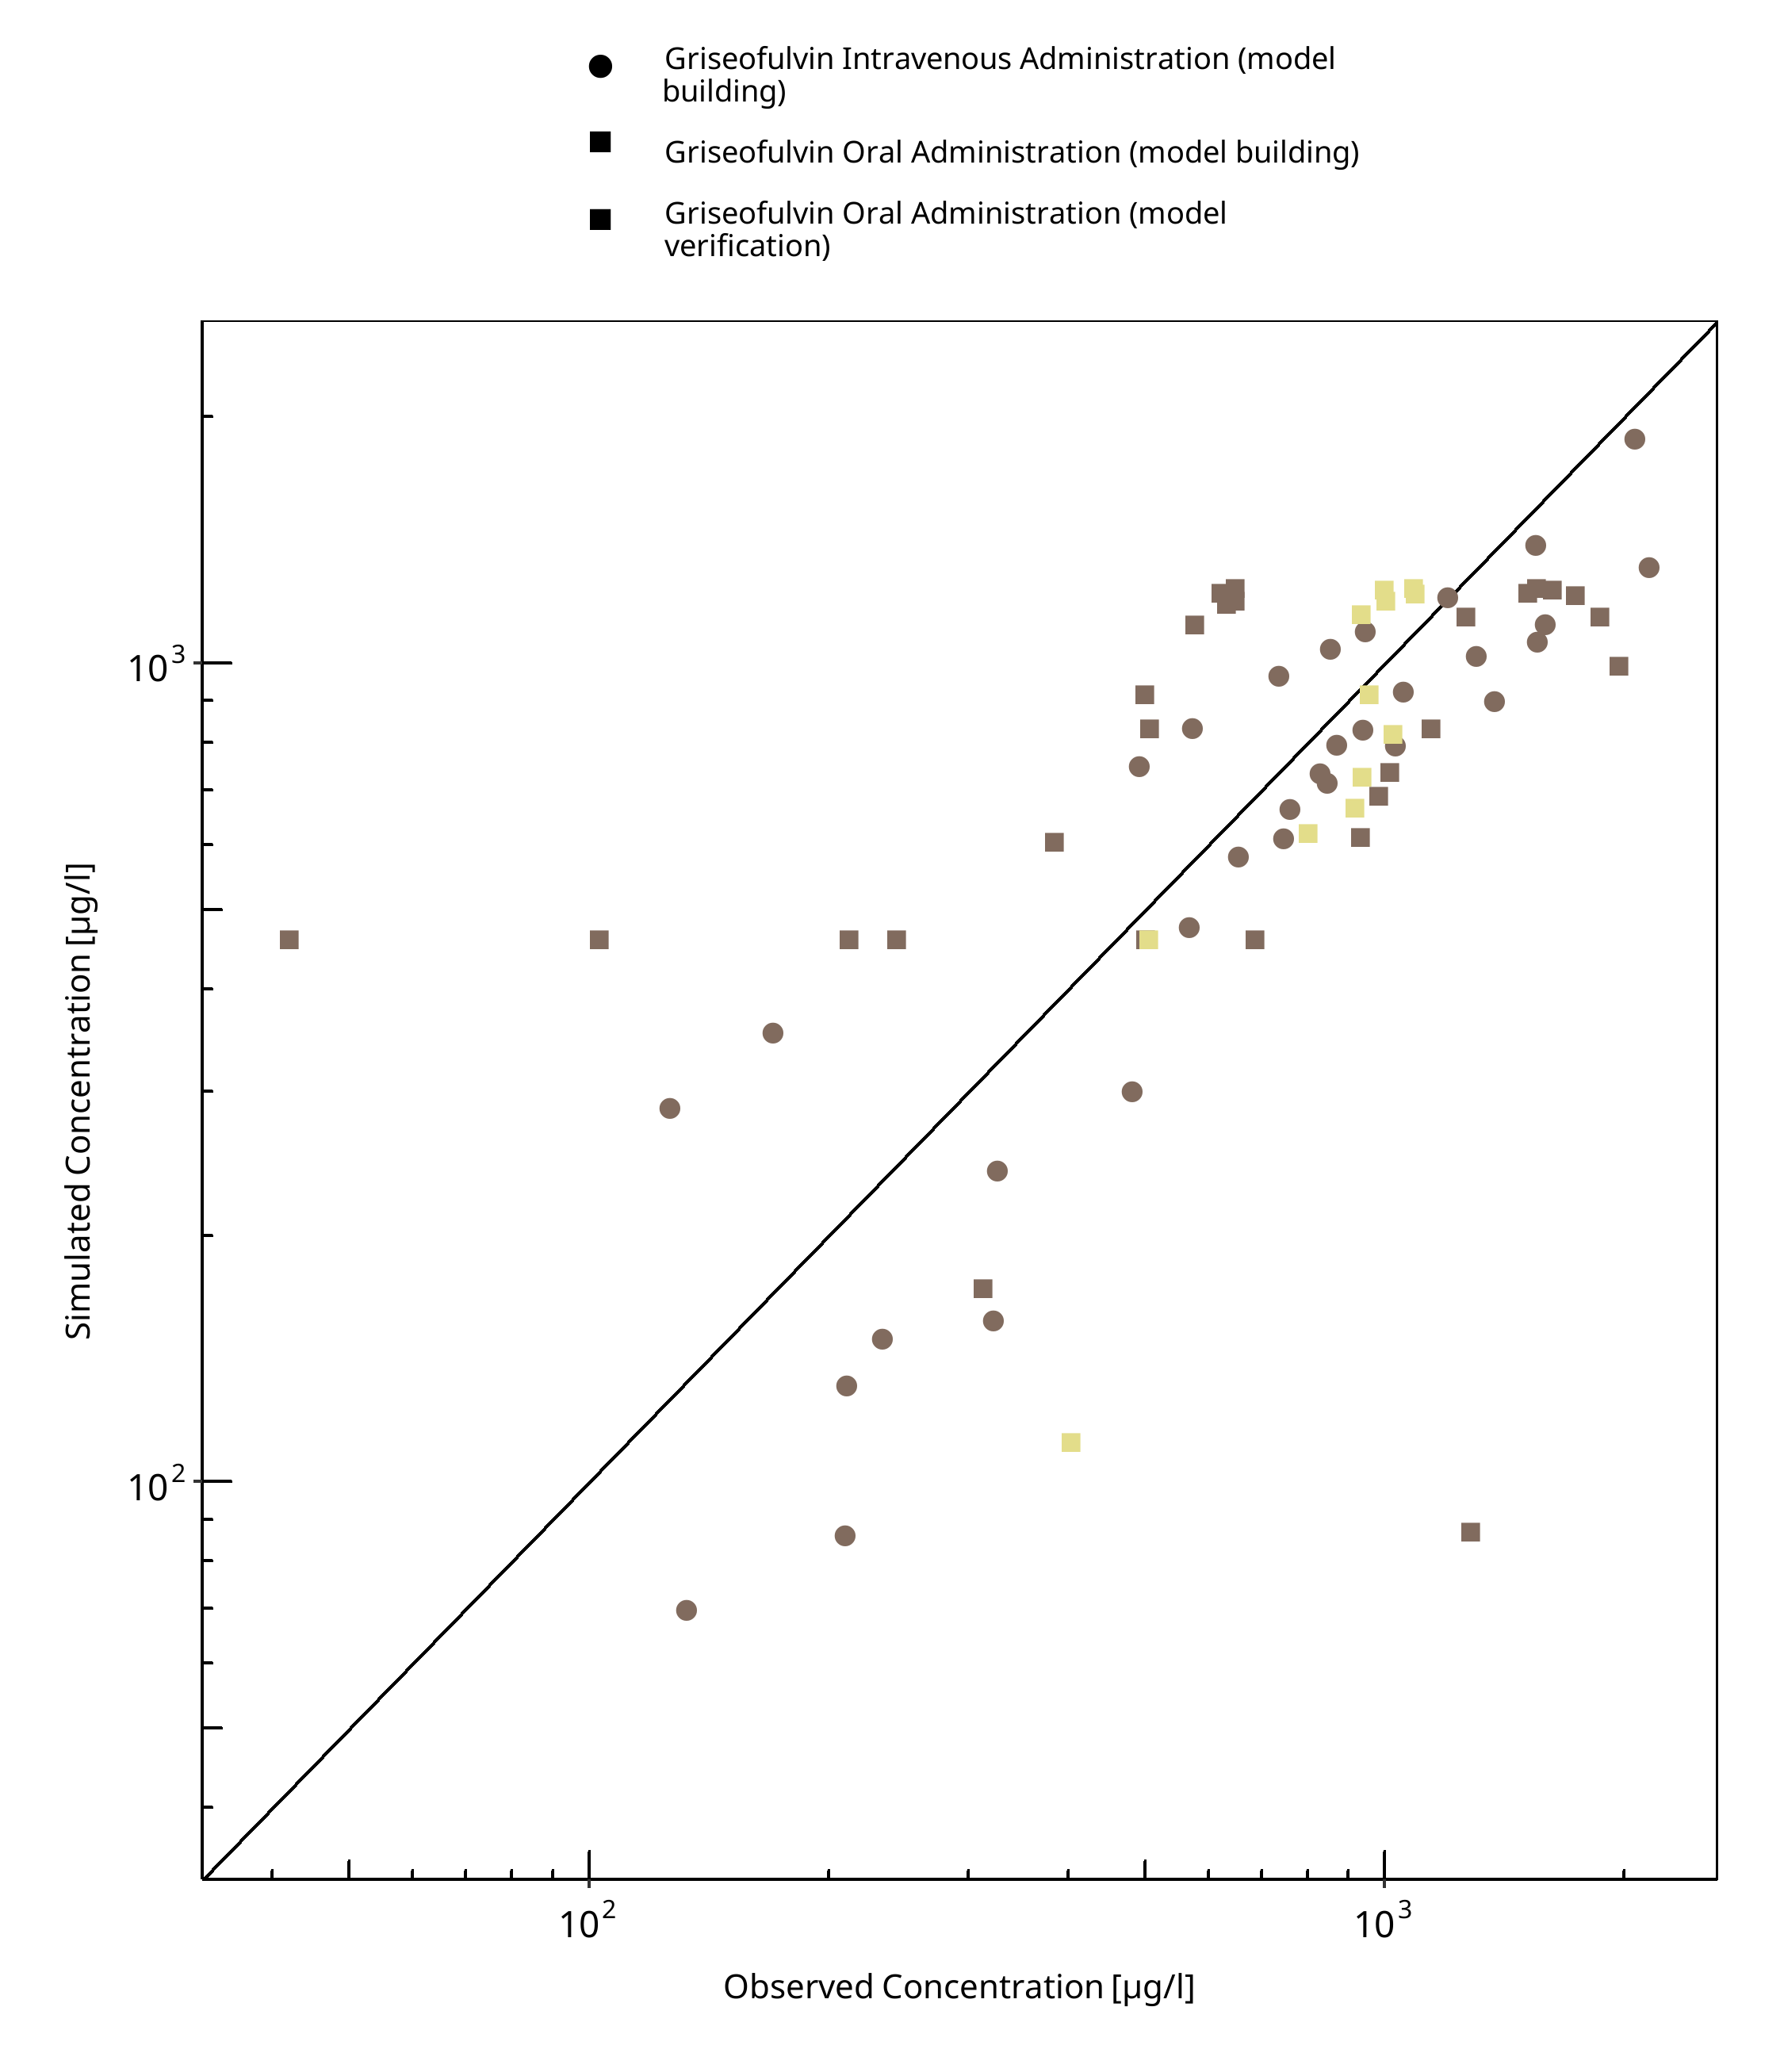 Griseofulvin Intravenous Administration (model
building)
Griseofulvin Oral Administration (model building)
Griseofulvin Oral Administration (model
verification)
10³
10²
Simulated Concentration [µg/l]
10²
10³
Observed Concentration [µg/l]